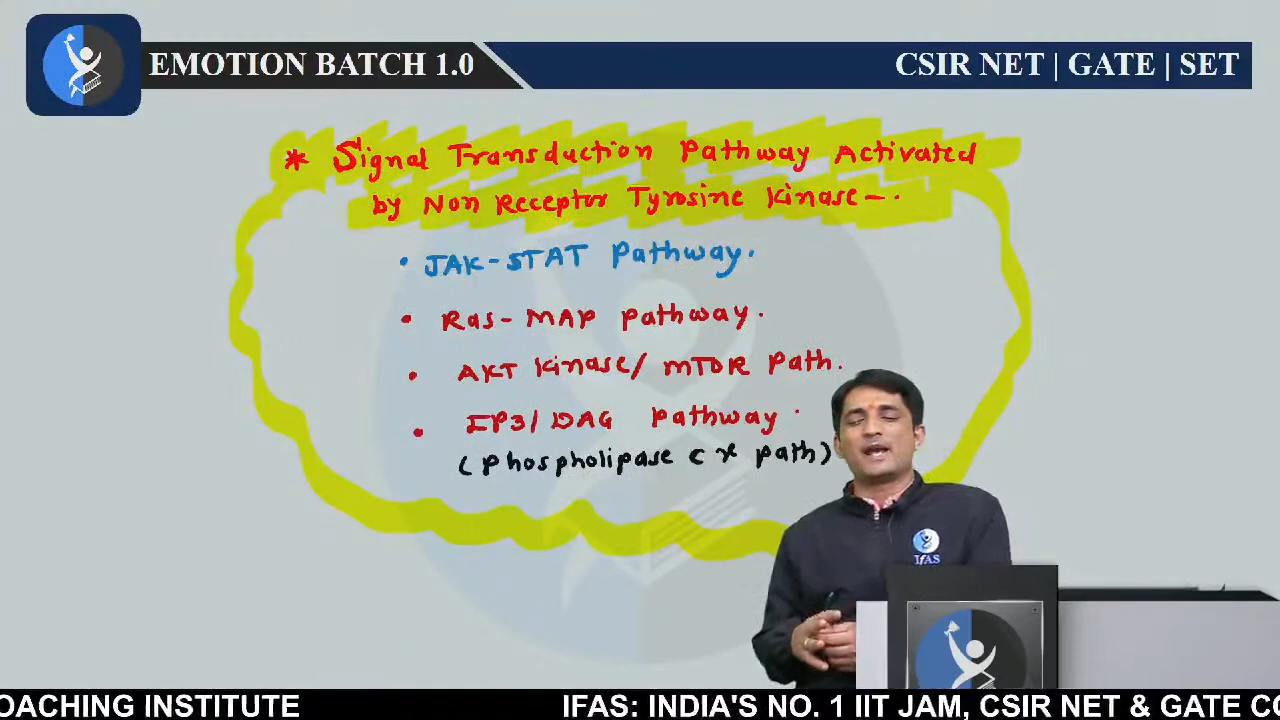 EMOTION BATCH 1.0
CSIR NET | GATE | SET
* Signal Transduction Pathway Activated
by Non Receptor Tyrosine Kinase-.
• JAK-STAT Pathway.
• Ras-MAP pathway.
• AKT Kinase/ MTOR Path.
• IP3/DAG Pathway.
(Phospholipase C γ path)
IFAS
OACHING INSTITUTE
IFAS: INDIA'S NO. 1 IIT JAM, CSIR NET & GATE CO